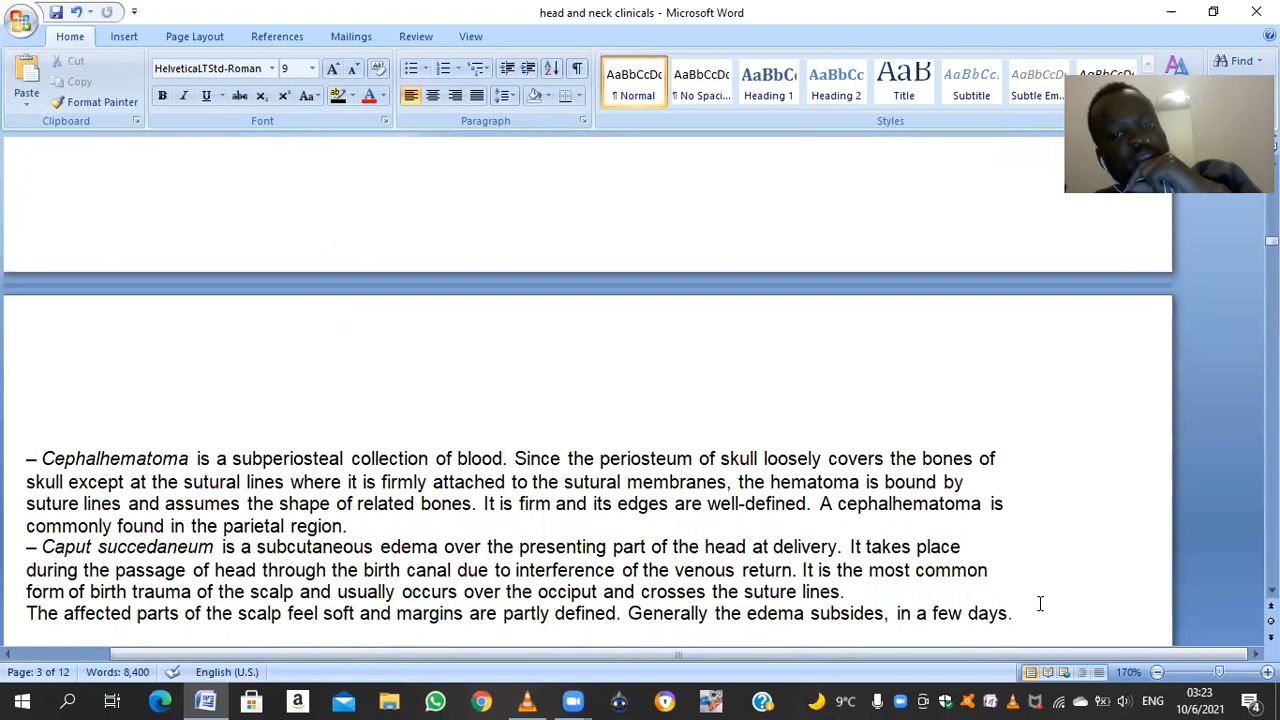 head and neck clinicals - Microsoft Word
Home Insert Page Layout References Mailings Review View
Paste
Cut
Copy
Format Painter
Clipboard
HelveticaLTStd-Roman 9
Font
Paragraph
AaBbCcDc AaBbCcDc AaBbCc AaBbCc AaB AaBbCc. AaBbCcDc AaBbCcDc
¶ Normal ¶ No Spaci... Heading 1 Heading 2 Title Subtitle Subtle Em...
Styles
Find
– Cephalhematoma is a subperiosteal collection of blood. Since the periosteum of skull loosely covers the bones of
skull except at the sutural lines where it is firmly attached to the sutural membranes, the hematoma is bound by
suture lines and assumes the shape of related bones. It is firm and its edges are well-defined. A cephalhematoma is
commonly found in the parietal region.
– Caput succedaneum is a subcutaneous edema over the presenting part of the head at delivery. It takes place
during the passage of head through the birth canal due to interference of the venous return. It is the most common
form of birth trauma of the scalp and usually occurs over the occiput and crosses the suture lines.
The affected parts of the scalp feel soft and margins are partly defined. Generally the edema subsides, in a few days.
Page: 3 of 12 Words: 8,400 English (U.S.) 170%
9°C ENG 03:23
10/6/2021